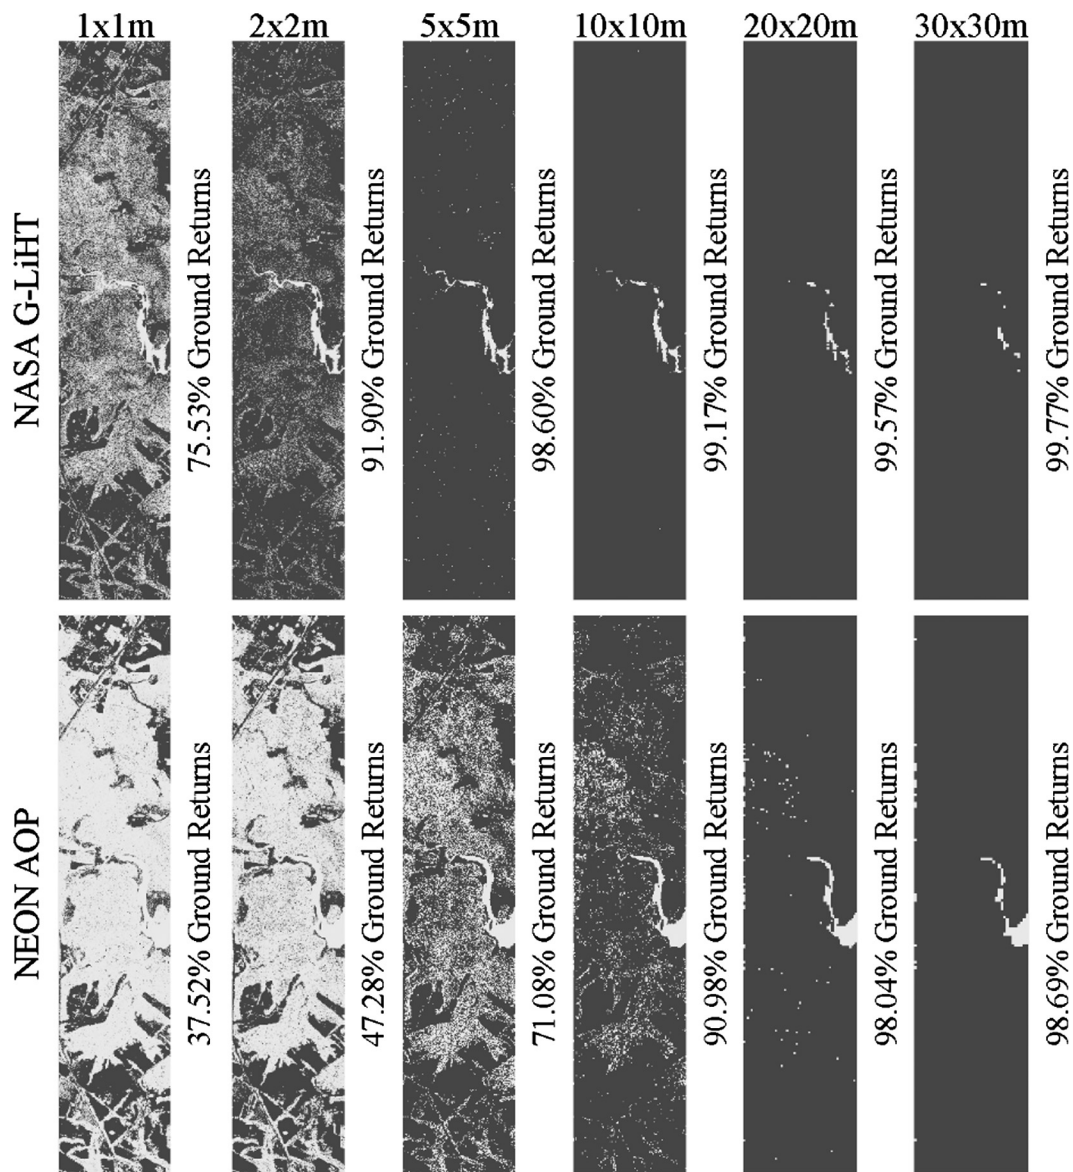 1x1m
2x2m
5x5m
10x10m
20x20m
30x30m
NASA G-LiHT
75.53% Ground Returns
91.90% Ground Returns
98.60% Ground Returns
99.17% Ground Returns
99.57% Ground Returns
99.77% Ground Returns
NEON AOP
37.52% Ground Returns
47.28% Ground Returns
71.08% Ground Returns
90.98% Ground Returns
98.04% Ground Returns
98.69% Ground Returns